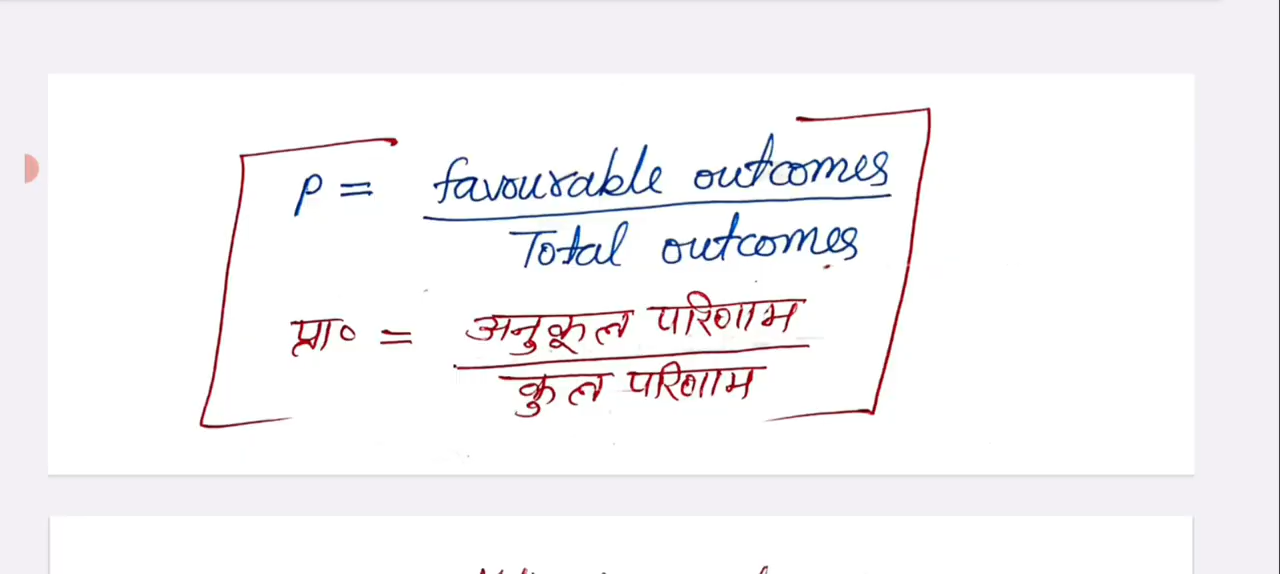 P = favourable outcomes
Total outcomes
प्रा० = अनुकूल परिणाम
कुल परिणाम